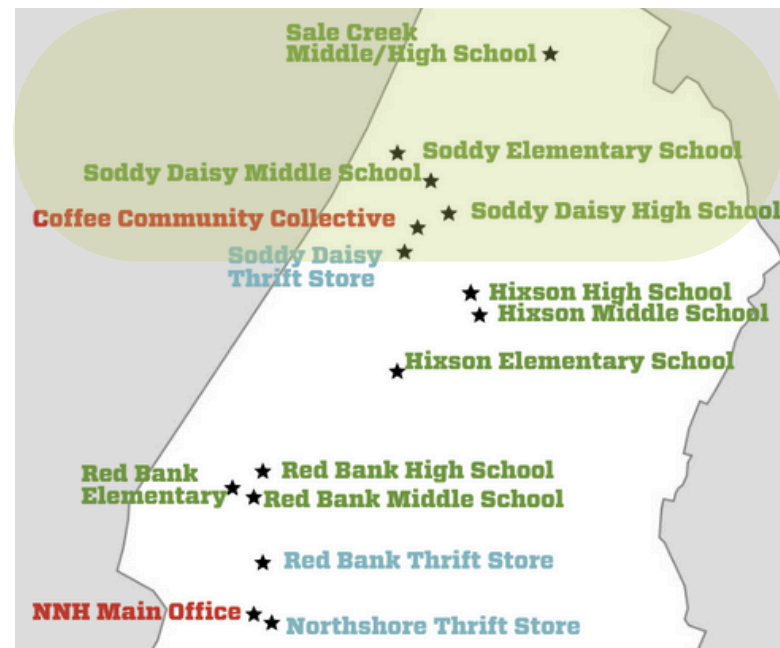 Sale Creek
Middle/High School
Soddy Elementary School
Soddy Daisy Middle School
Soddy Daisy High School
Coffee Community Collective
Soddy Daisy
Thrift Store
Hixson High School
Hixson Middle School
Hixson Elementary School
Red Bank High School
Red Bank
Elementary
Red Bank Middle School
Red Bank Thrift Store
NNH Main Office
Northshore Thrift Store